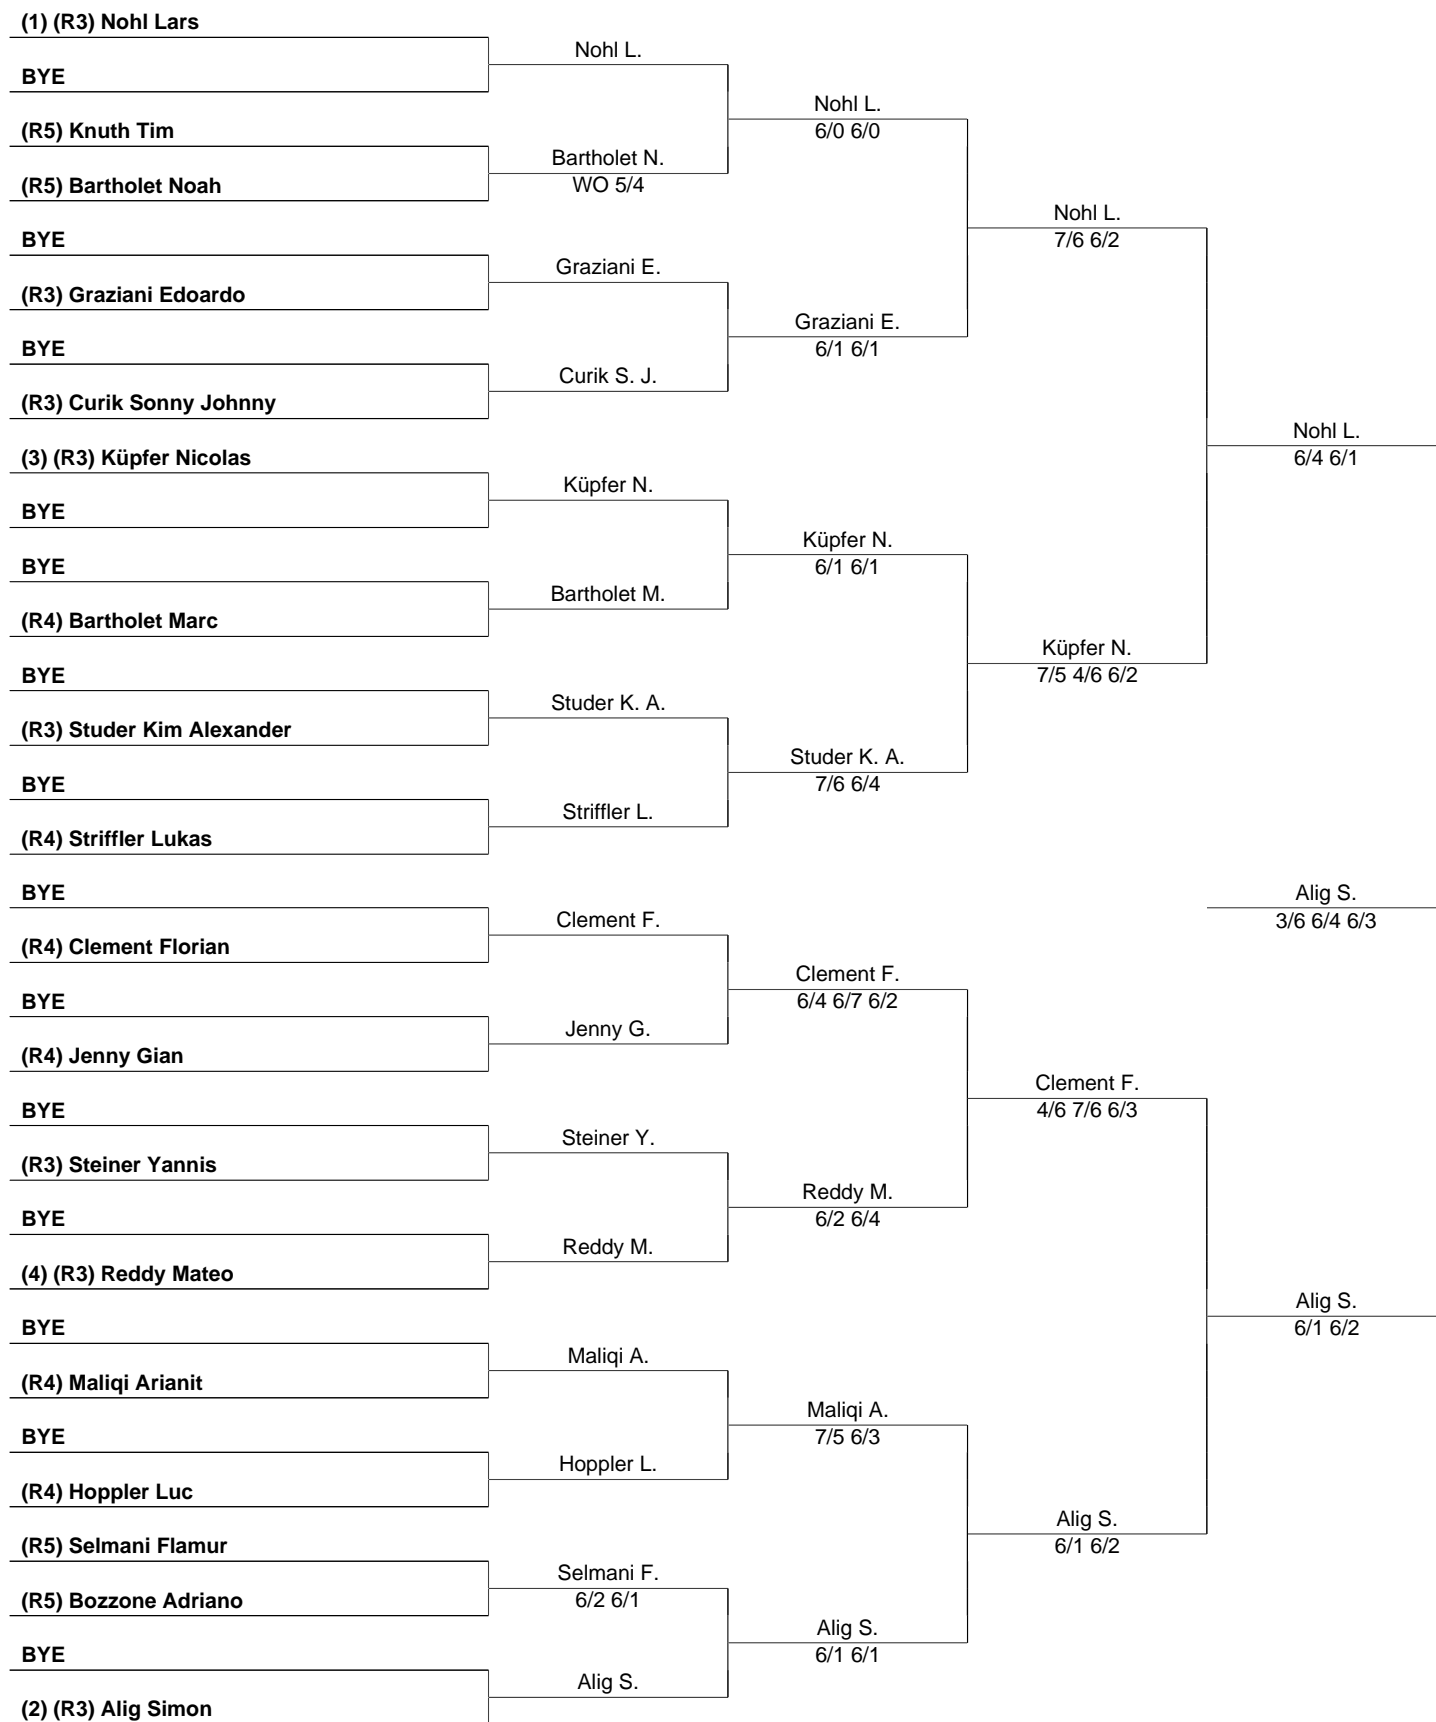 (1) (R3) Nohl Lars
BYE
(R5) Knuth Tim
(R5) Bartholet Noah
BYE
(R3) Graziani Edoardo
BYE
(R3) Curik Sonny Johnny
(3) (R3) Küpfer Nicolas
BYE
BYE
(R4) Bartholet Marc
BYE
(R3) Studer Kim Alexander
BYE
(R4) Striffler Lukas
BYE
(R4) Clement Florian
BYE
(R4) Jenny Gian
BYE
(R3) Steiner Yannis
BYE
(4) (R3) Reddy Mateo
BYE
(R4) Maliqi Arianit
BYE
(R4) Hoppler Luc
(R5) Selmani Flamur
(R5) Bozzone Adriano
BYE
(2) (R3) Alig Simon
Nohl L.
Bartholet N.
WO 5/4
Graziani E.
Curik S. J.
Küpfer N.
Bartholet M.
Studer K. A.
Striffler L.
Clement F.
Jenny G.
Steiner Y.
Reddy M.
Maliqi A.
Hoppler L.
Selmani F.
6/2 6/1
Alig S.
Nohl L.
6/0 6/0
Graziani E.
6/1 6/1
Küpfer N.
6/1 6/1
Studer K. A.
7/6 6/4
Clement F.
6/4 6/7 6/2
Reddy M.
6/2 6/4
Maliqi A.
7/5 6/3
Alig S.
6/1 6/1
Nohl L.
7/6 6/2
Küpfer N.
7/5 4/6 6/2
Clement F.
4/6 7/6 6/3
Alig S.
6/1 6/2
Nohl L.
6/4 6/1
Alig S.
3/6 6/4 6/3
Alig S.
6/1 6/2